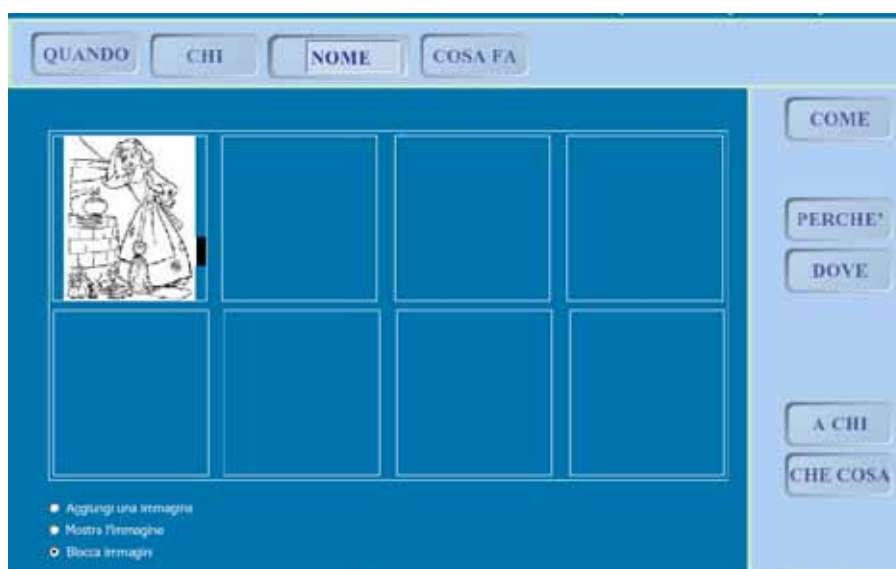 QUANDO CHI NOME COSA FA
COME
PERCHE'
DOVE
A CHI
CHE COSA
Aggiungi una immagine
Mostra l'immagine
Blocca immagini